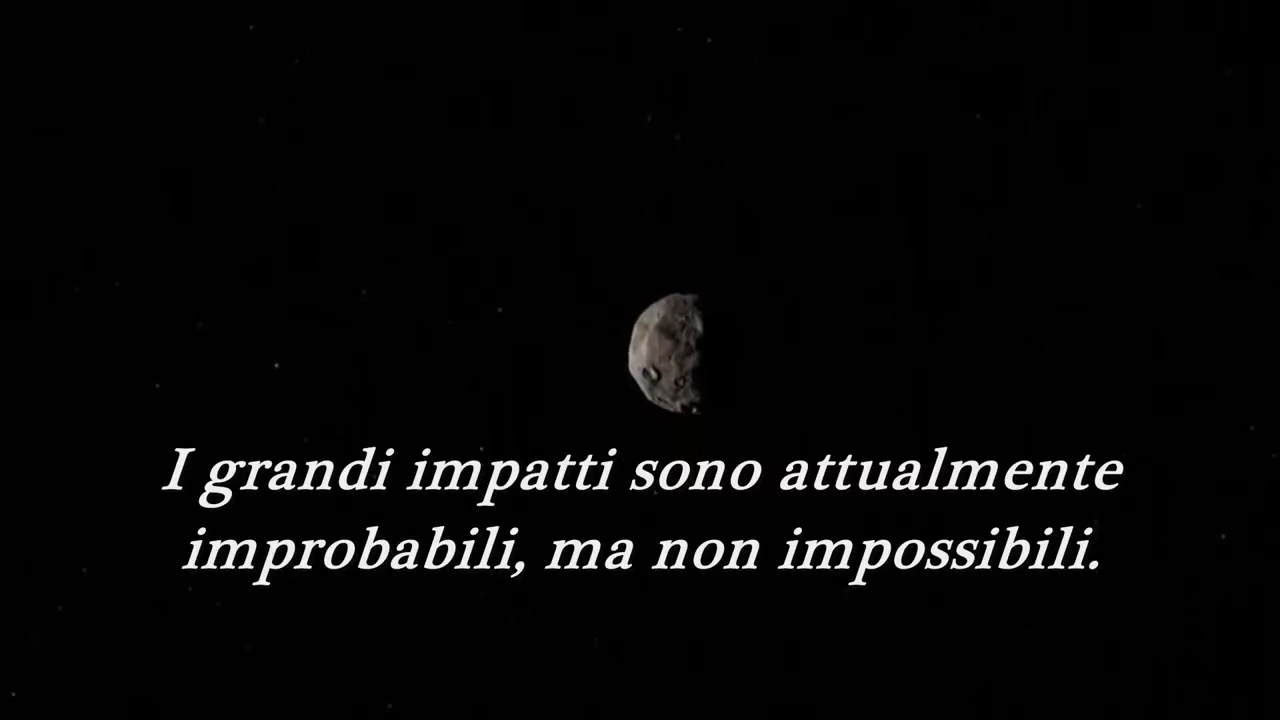 I grandi impatti sono attualmente
improbabili, ma non impossibili.